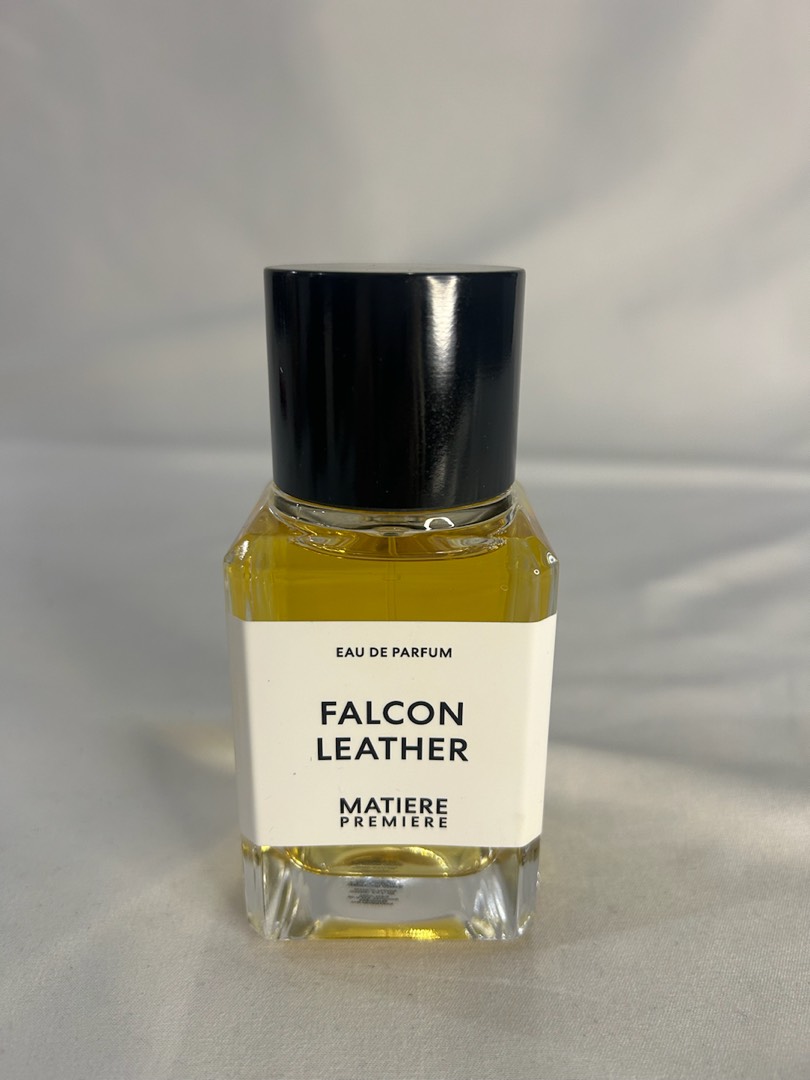 EAU DE PARFUM
FALCON
LEATHER
MATIERE
PREMIERE